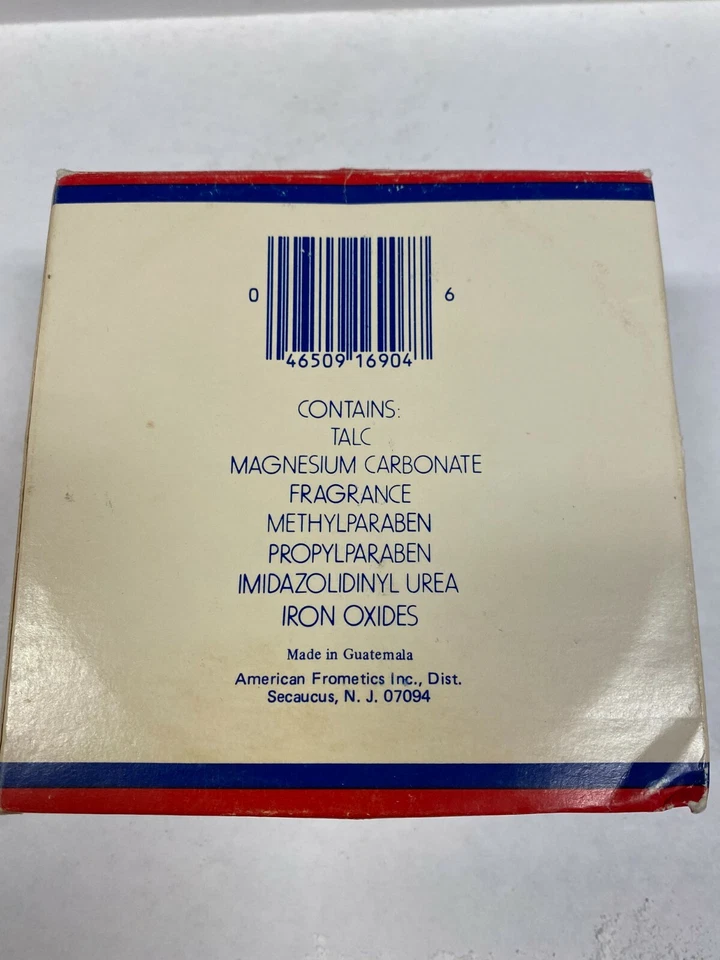 0 46509 16904 6
CONTAINS:
TALC
MAGNESIUM CARBONATE
FRAGRANCE
METHYLPARABEN
PROPYLPARABEN
IMIDAZOLIDINYL UREA
IRON OXIDES
Made in Guatemala
American Frometics Inc., Dist.
Secaucus, N. J. 07094